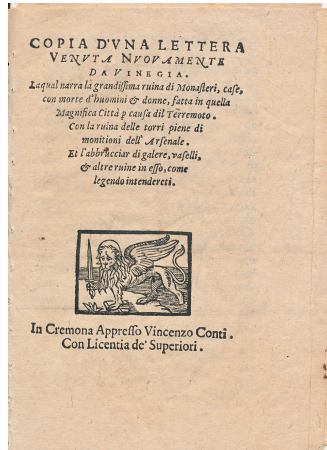 COPIA D'VNA LETTERA
VENVTA NVOVAMENTE
DA VINEGIA.
Laqual narra la grandissima ruina di Monasteri, case,
con morte d'huomini & donne, fatta in quella
Magnifica Città p causa dil Terremoto.
Con la ruina delle torri piene di
monitioni dell'Arsenale.
Et l'abbrucciar di galere, vaselli,
& altre ruine in esso, come
legendo intendereti.
In Cremona Appresso Vincenzo Conti.
Con Licentia de' Superiori.